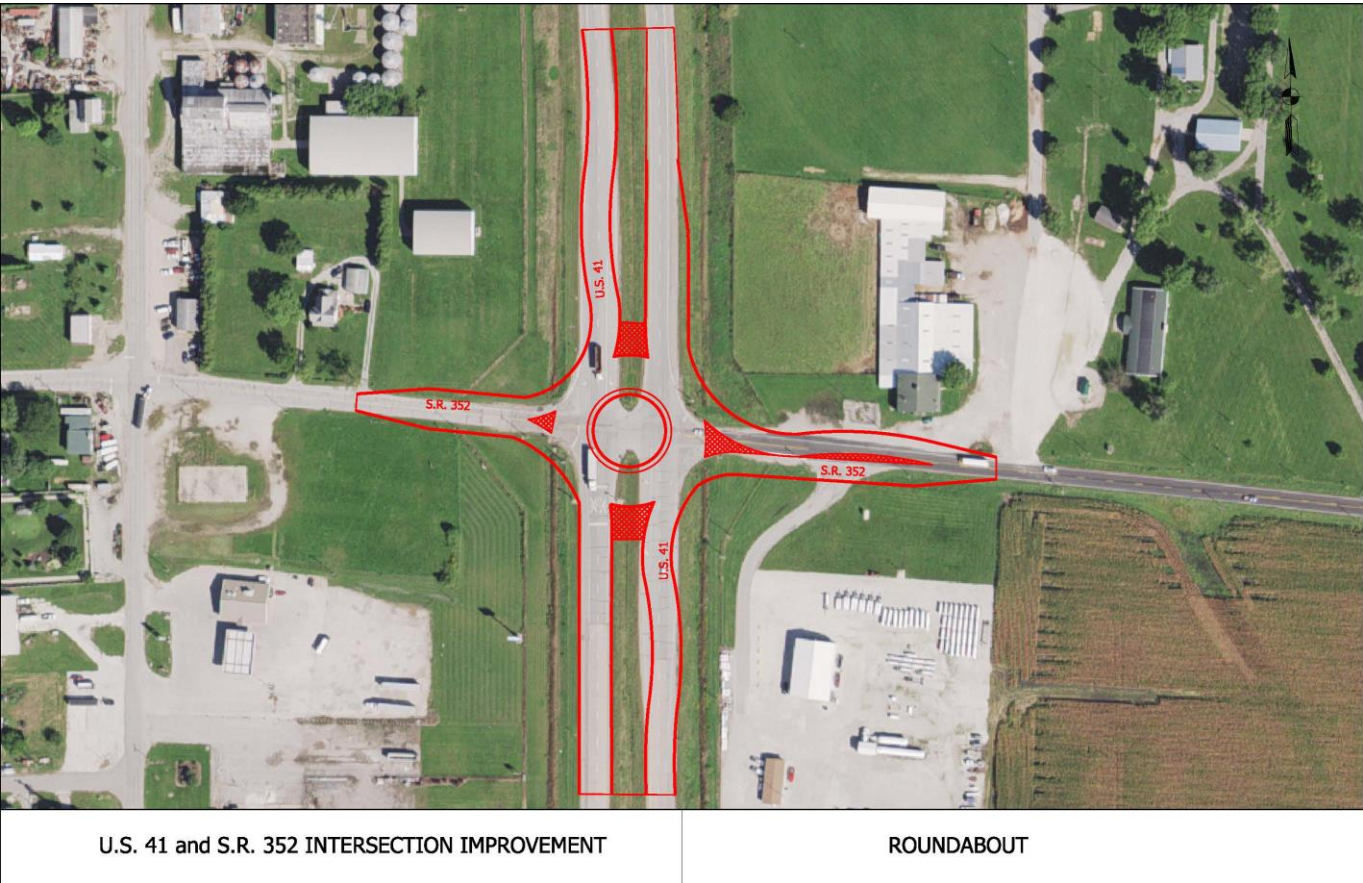 U.S. 41
S.R. 352
S.R. 352
U.S. 41
U.S. 41 and S.R. 352 INTERSECTION IMPROVEMENT
ROUNDABOUT